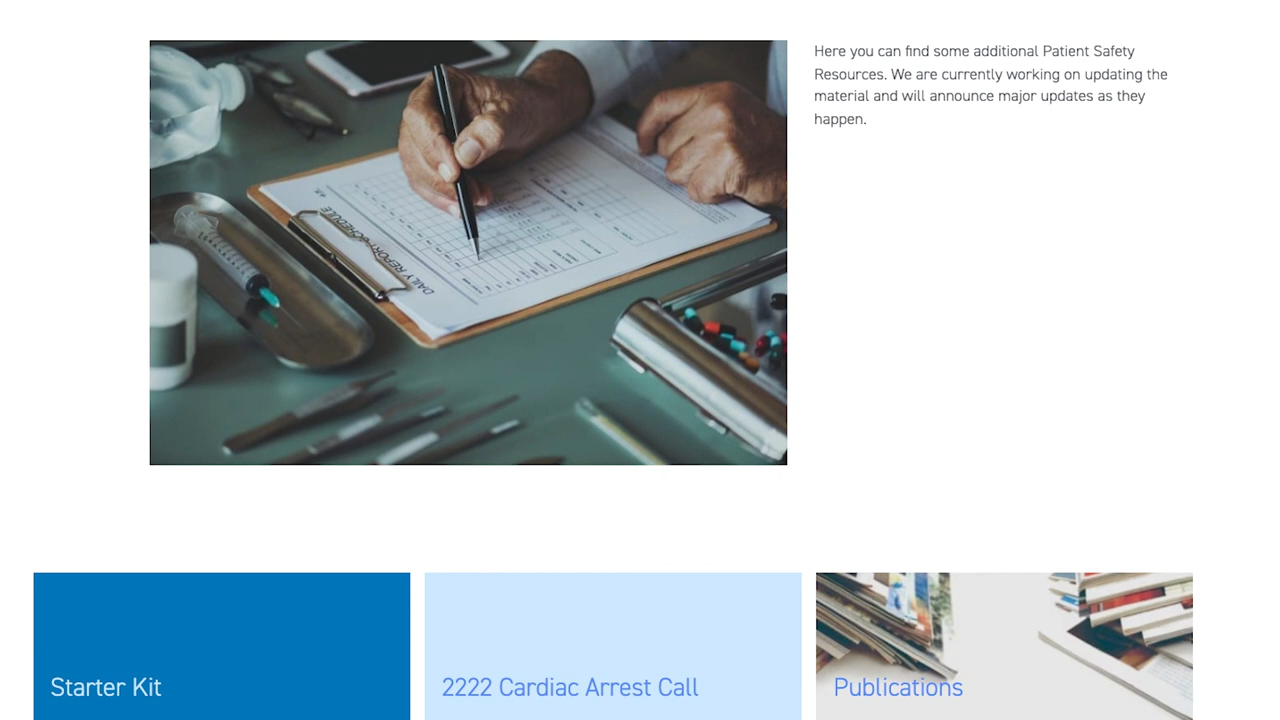 Here you can find some additional Patient Safety
Resources. We are currently working on updating the
material and will announce major updates as they
happen.
DAILY REPORT SCHEDULE
Starter Kit
2222 Cardiac Arrest Call
Publications